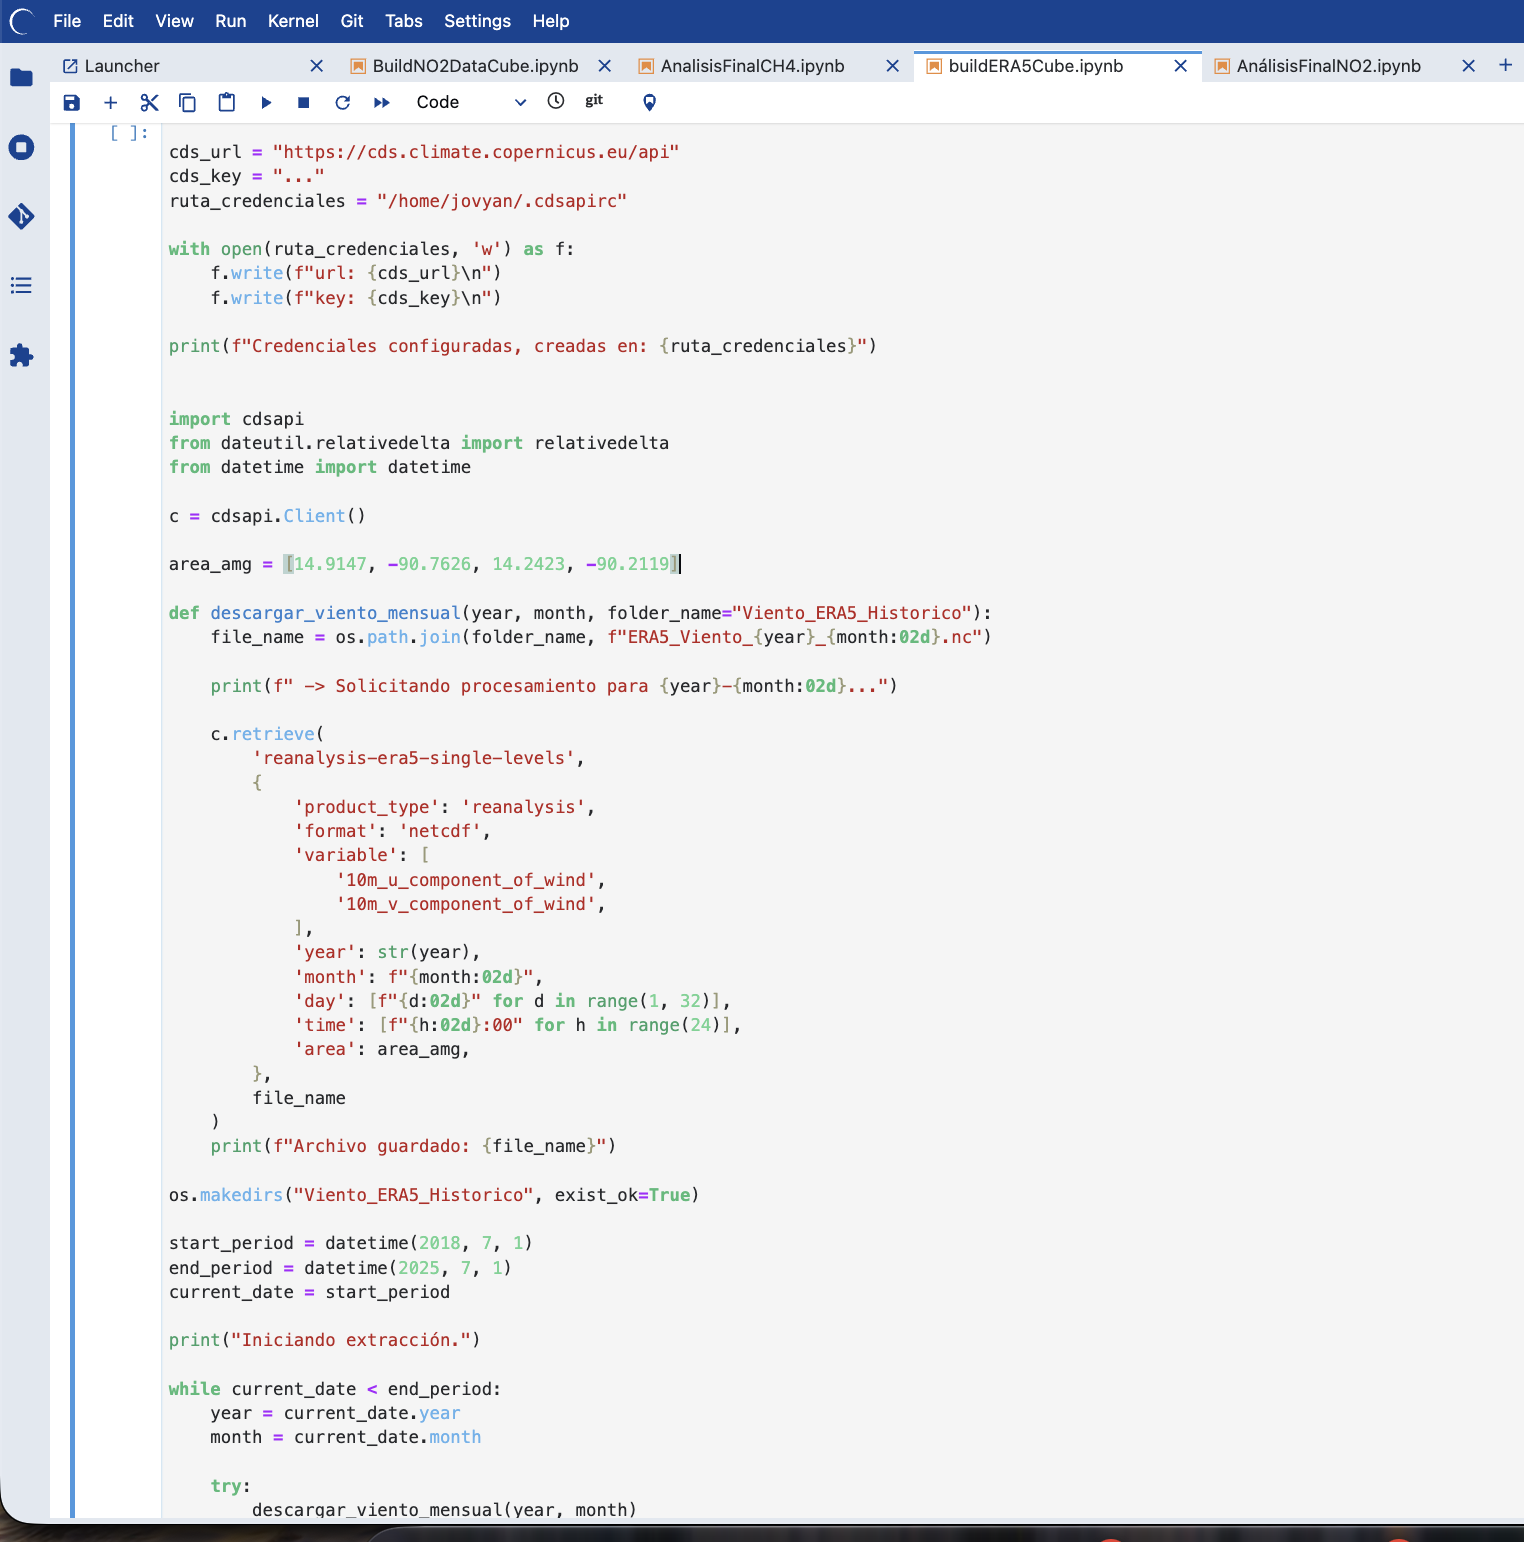 File Edit View Run Kernel Git Tabs Settings Help
Launcher BuildNO2DataCube.ipynb AnalisisFinalCH4.ipynb buildERA5Cube.ipynb AnálisisFinalNO2.ipynb
Code git
[ ]:
cds_url = "https://cds.climate.copernicus.eu/api"
cds_key = "..."
ruta_credenciales = "/home/jovyan/.cdsapirc"
with open(ruta_credenciales, 'w') as f:
    f.write(f"url: {cds_url}\n")
    f.write(f"key: {cds_key}\n")
print(f"Credenciales configuradas, creadas en: {ruta_credenciales}")
import cdsapi
from dateutil.relativedelta import relativedelta
from datetime import datetime
c = cdsapi.Client()
area_amg = [14.9147, -90.7626, 14.2423, -90.2119]
def descargar_viento_mensual(year, month, folder_name="Viento_ERA5_Historico"):
    file_name = os.path.join(folder_name, f"ERA5_Viento_{year}_{month:02d}.nc")
    print(f" -> Solicitando procesamiento para {year}-{month:02d}...")
    c.retrieve(
        'reanalysis-era5-single-levels',
        {
            'product_type': 'reanalysis',
            'format': 'netcdf',
            'variable': [
                '10m_u_component_of_wind',
                '10m_v_component_of_wind',
            ],
            'year': str(year),
            'month': f"{month:02d}",
            'day': [f"{d:02d}" for d in range(1, 32)],
            'time': [f"{h:02d}:00" for h in range(24)],
            'area': area_amg,
        },
        file_name
    )
    print(f"Archivo guardado: {file_name}")
os.makedirs("Viento_ERA5_Historico", exist_ok=True)
start_period = datetime(2018, 7, 1)
end_period = datetime(2025, 7, 1)
current_date = start_period
print("Iniciando extracción.")
while current_date < end_period:
    year = current_date.year
    month = current_date.month
    try:
        descargar_viento_mensual(year, month)